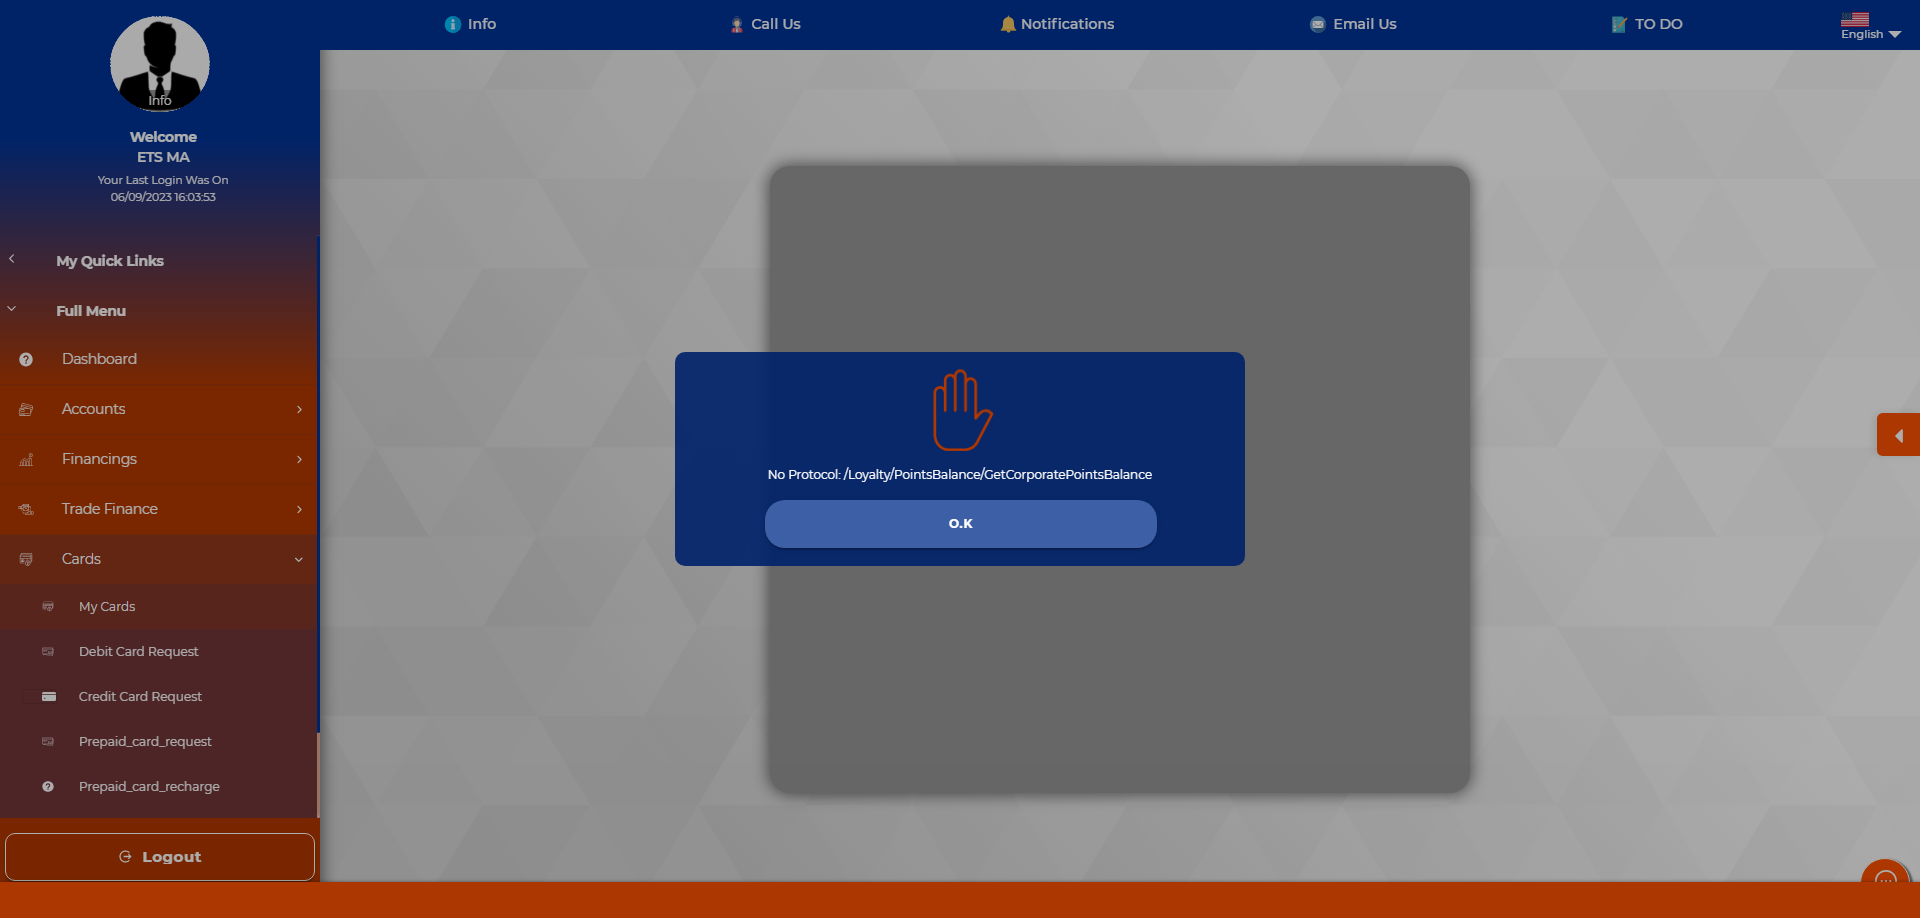 Info
Call Us
Notifications
Email Us
TO DO
English
Info
Welcome
ETS MA
Your Last Login Was On
06/09/2023 16:03:53
My Quick Links
Full Menu
Dashboard
Accounts
Financings
Trade Finance
Cards
My Cards
Debit Card Request
Credit Card Request
Prepaid_card_request
Prepaid_card_recharge
Logout
No Protocol: /Loyalty/PointsBalance/GetCorporatePointsBalance
O.K